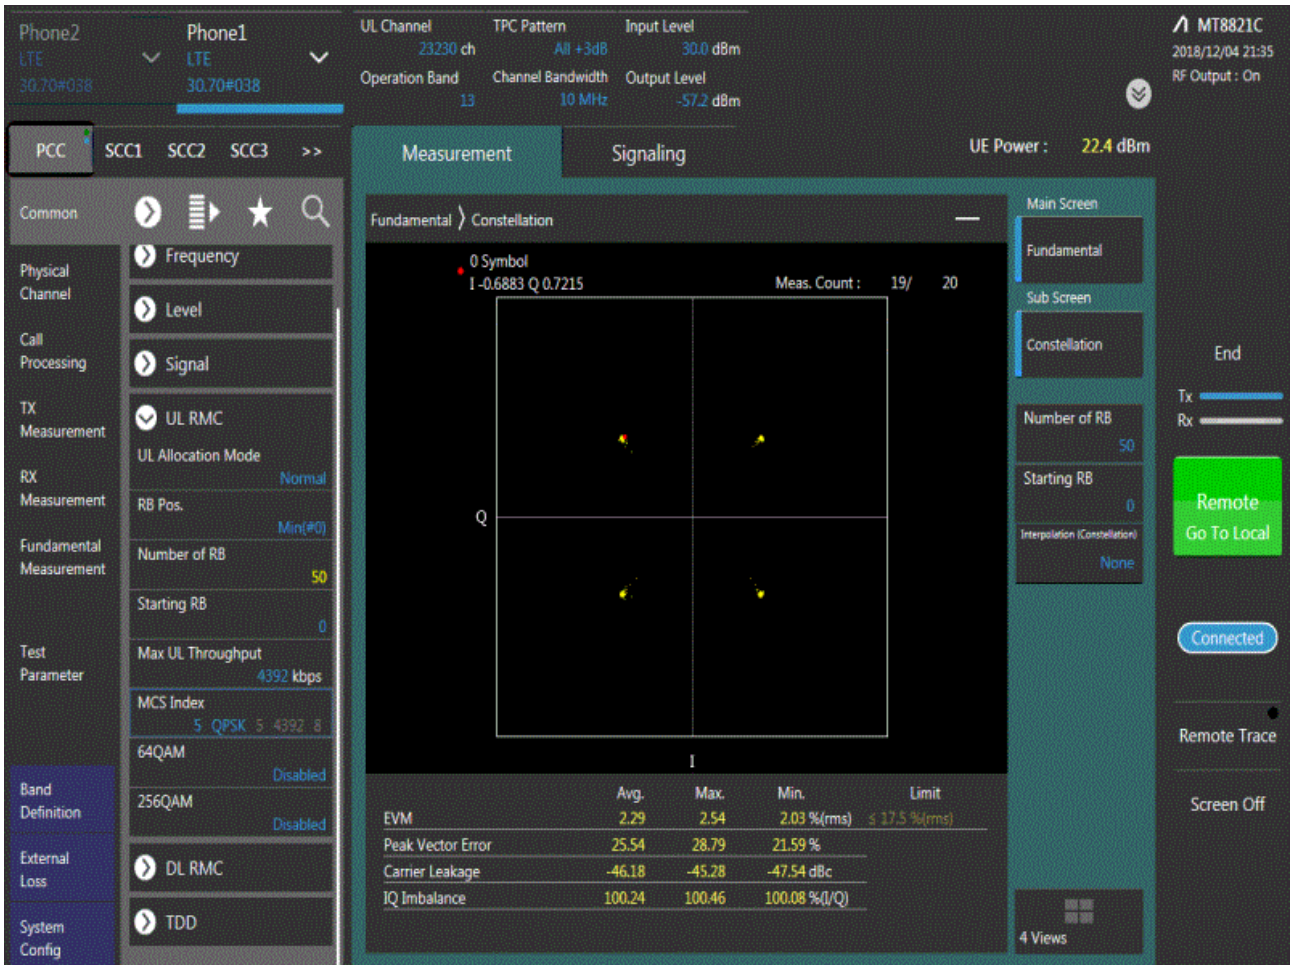 Phone2
LTE
30.70#038
Phone1
LTE
30.70#038
UL Channel
23230 ch
TPC Pattern
All +3dB
Input Level
30.0 dBm
Operation Band
13
Channel Bandwidth
10 MHz
Output Level
-57.2 dBm
MT8821C
2018/12/04 21:35
RF Output : On
PCC SCC1 SCC2 SCC3 >>
Measurement
Signaling
UE Power : 22.4 dBm
Common
Physical
Channel
Call
Processing
TX
Measurement
RX
Measurement
Fundamental
Measurement
Test
Parameter
Band
Definition
External
Loss
System
Config
Frequency
Level
Signal
UL RMC
UL Allocation Mode
Normal
RB Pos.
Min(#0)
Number of RB
50
Starting RB
0
Max UL Throughput
4392 kbps
MCS Index
5 QPSK 5 4392 8
64QAM
Disabled
256QAM
Disabled
DL RMC
TDD
Fundamental 〉 Constellation
0 Symbol
I -0.6883 Q 0.7215
Meas. Count : 19/ 20
Q
I
Avg. Max. Min. Limit
EVM 2.29 2.54 2.03 %(rms) ≤ 17.5 %(rms)
Peak Vector Error 25.54 28.79 21.59 %
Carrier Leakage -46.18 -45.28 -47.54 dBc
IQ Imbalance 100.24 100.46 100.08 %(I/Q)
Main Screen
Fundamental
Sub Screen
Constellation
Number of RB
50
Starting RB
0
Interpolation (Constellation)
None
4 Views
End
Tx
Rx
Remote
Go To Local
Connected
Remote Trace
Screen Off